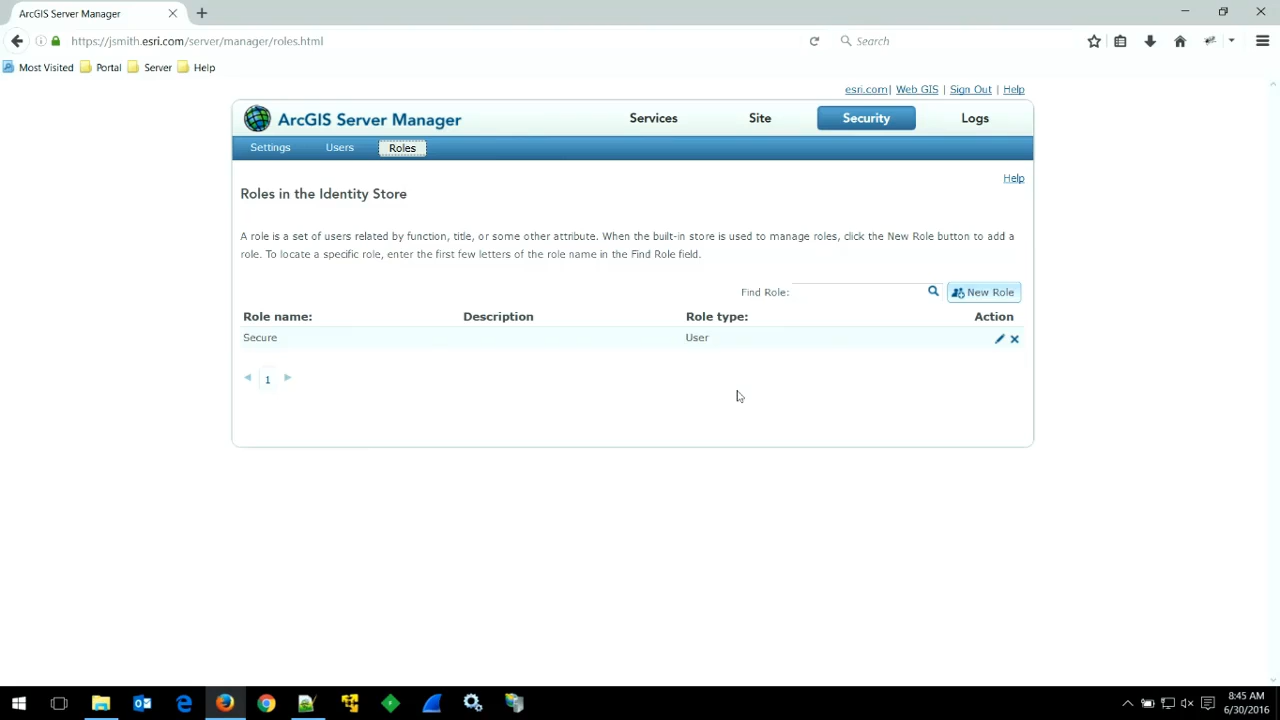 ArcGIS Server Manager
https://jsmith.esri.com/server/manager/roles.html
Search
Most Visited Portal Server Help
esri.com | Web GIS | Sign Out | Help
ArcGIS Server Manager Services Site Security Logs
Settings Users Roles
Help
Roles in the Identity Store
A role is a set of users related by function, title, or some other attribute. When the built-in store is used to manage roles, click the New Role button to add a
role. To locate a specific role, enter the first few letters of the role name in the Find Role field.
Find Role: New Role
Role name: Description Role type: Action
Secure User
1
8:45 AM
6/30/2016